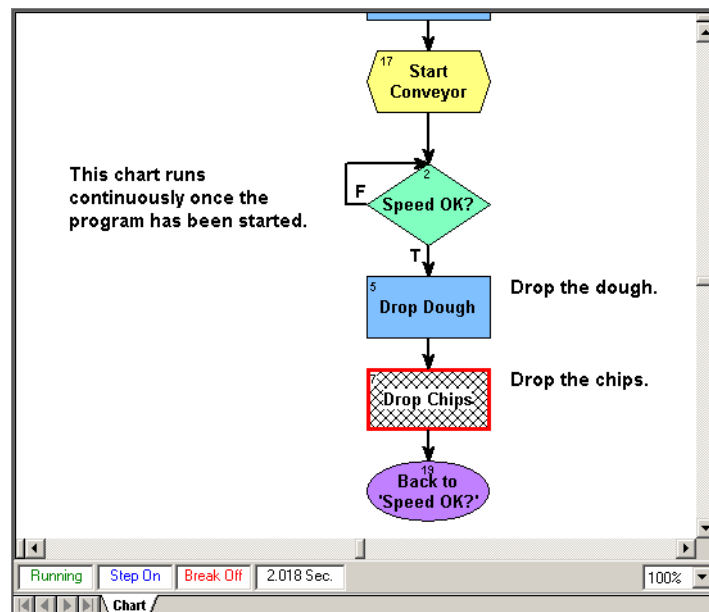 17
Start
Conveyor
This chart runs
continuously once the
program has been started.
2
F
Speed OK?
T
5
Drop Dough
Drop the dough.
7
Drop Chips
Drop the chips.
19
Back to
'Speed OK?'
Running Step On Break Off 2.018 Sec. 100%
Chart